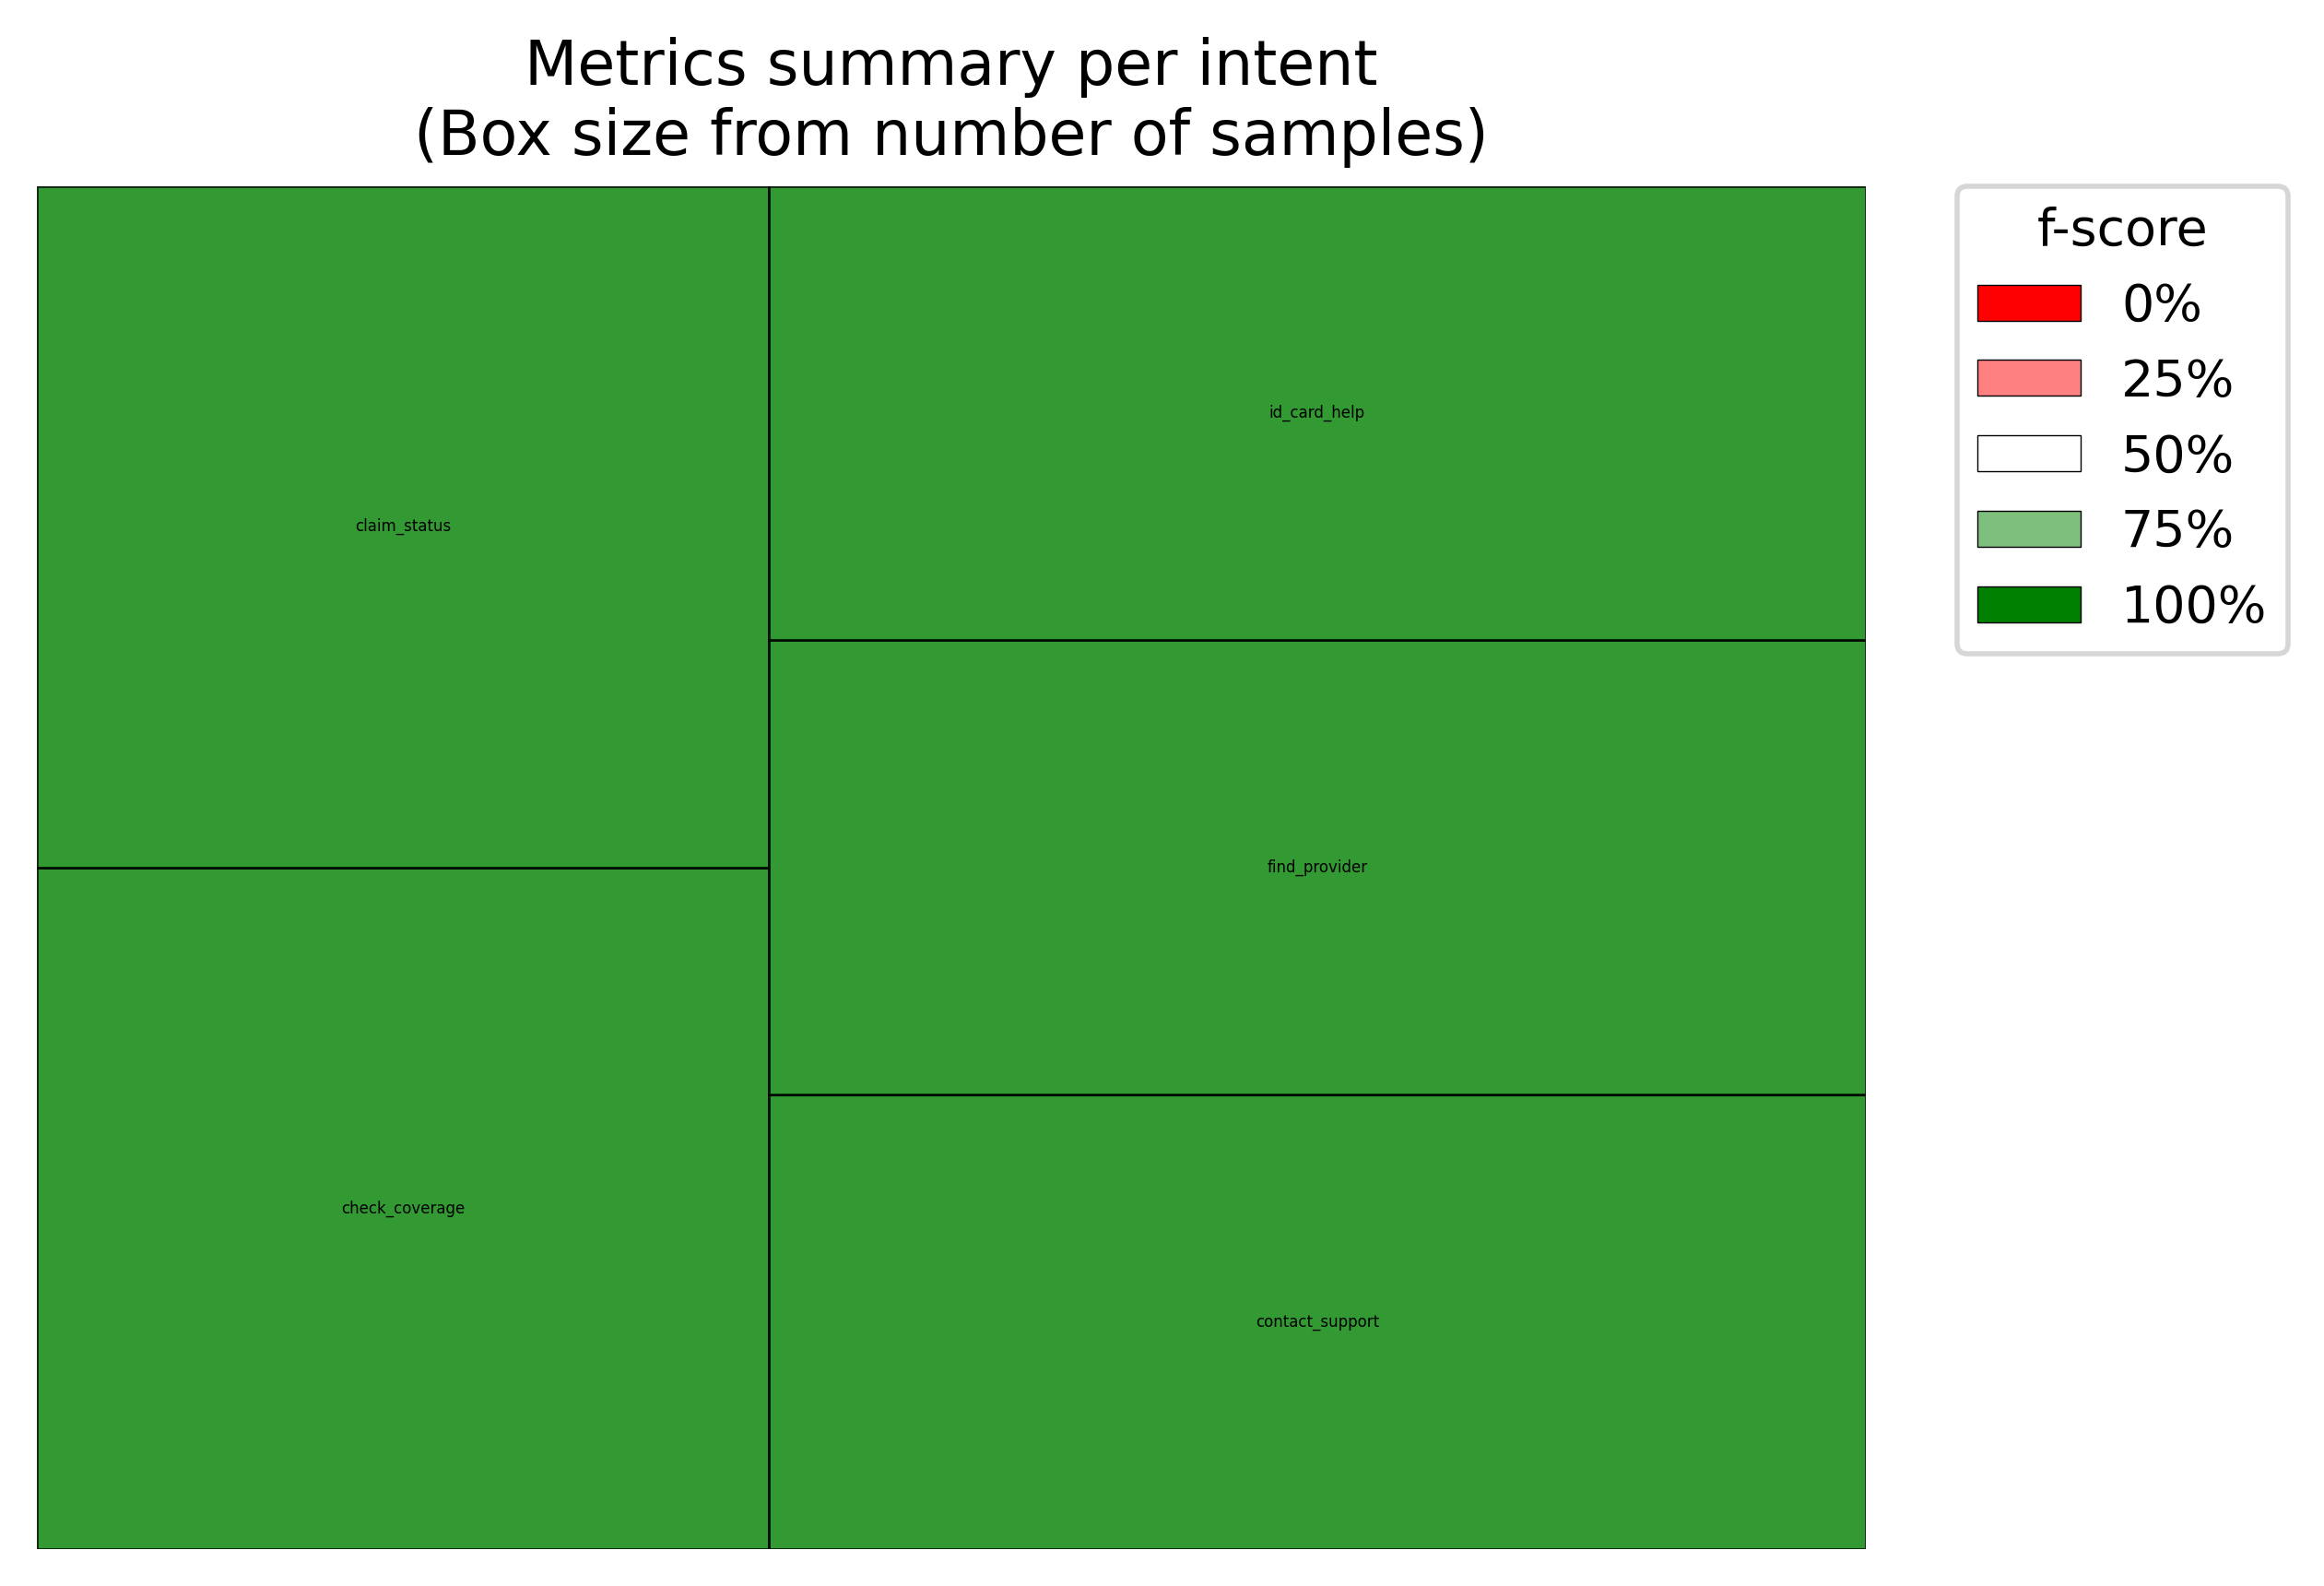 Metrics summary per intent
(Box size from number of samples)
claim_status
check_coverage
id_card_help
find_provider
contact_support
f-score
0%
25%
50%
75%
100%